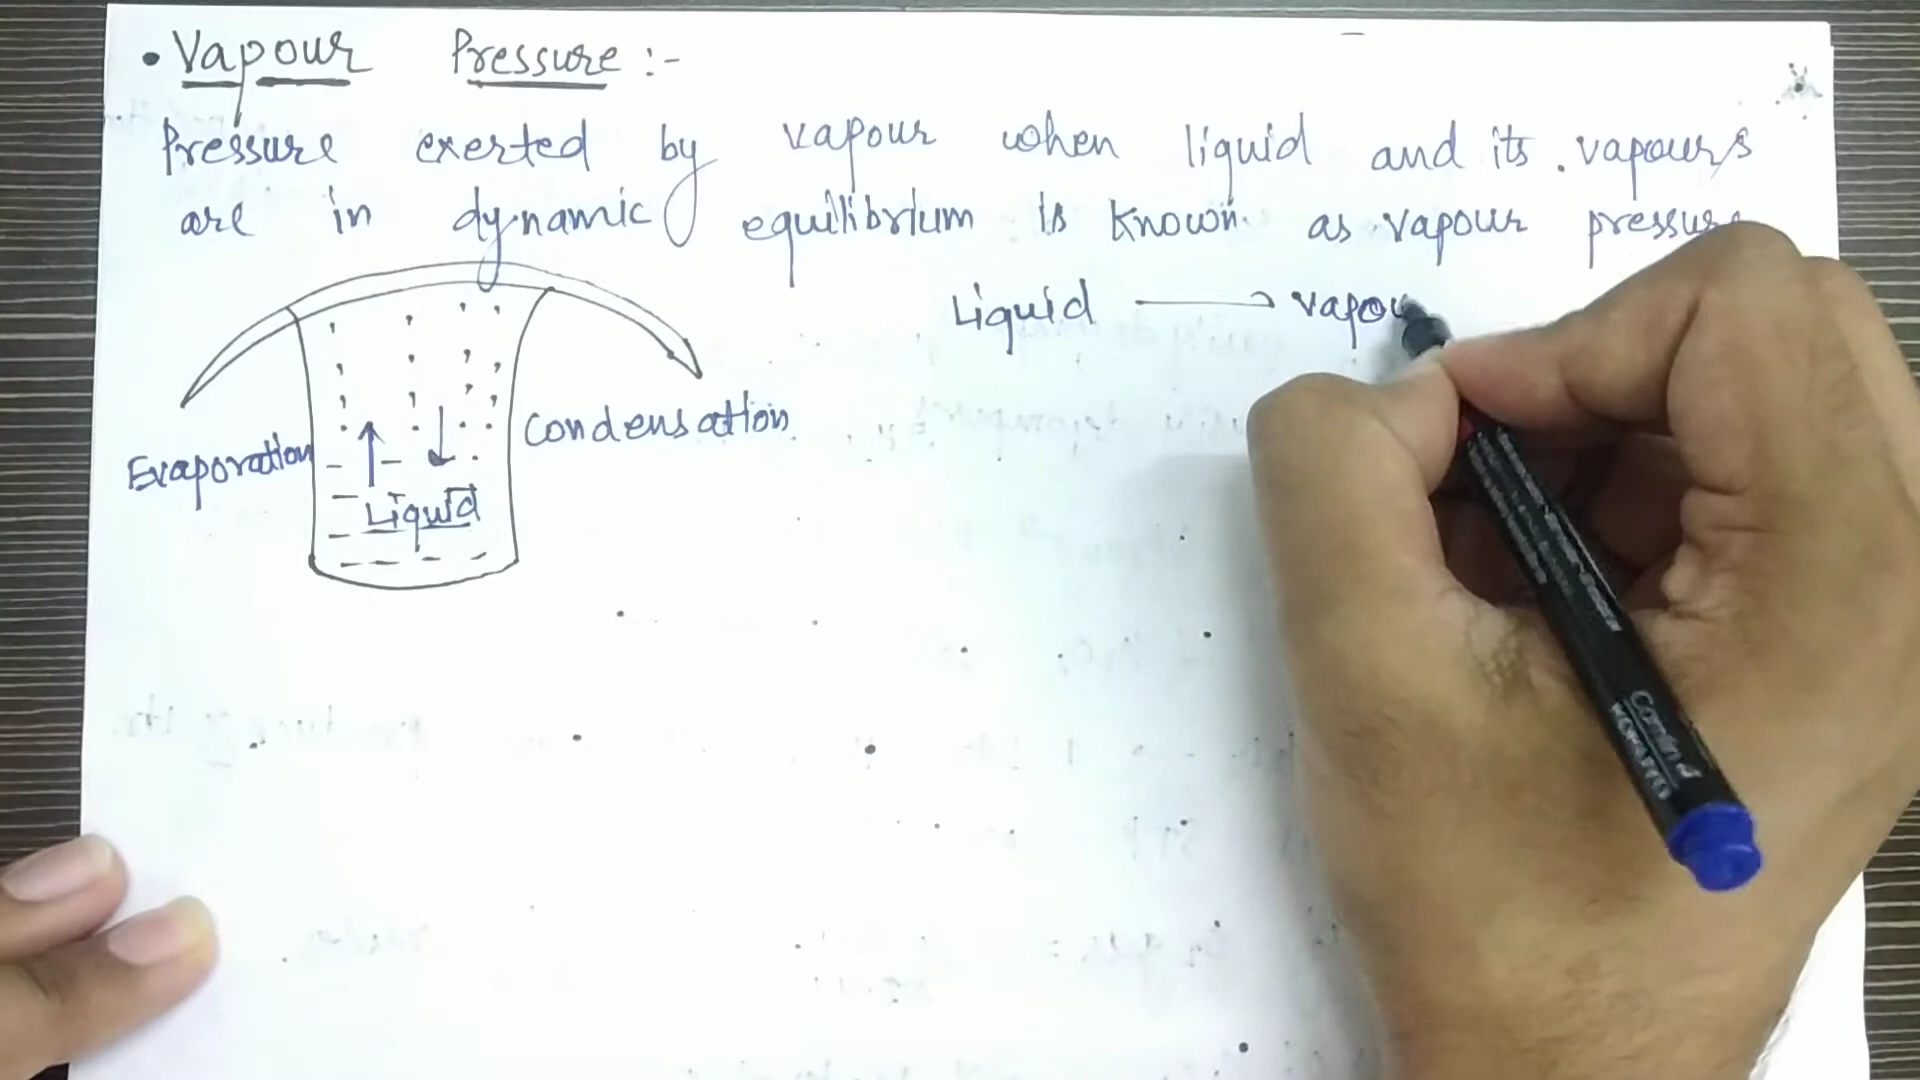 • Vapour Pressure :-
Pressure exerted by vapour when liquid and its vapours
are in dynamic equilibrium is known as vapour pressure
Liquid → vapou
Condensation
Evaporation
Liquid
Camlin